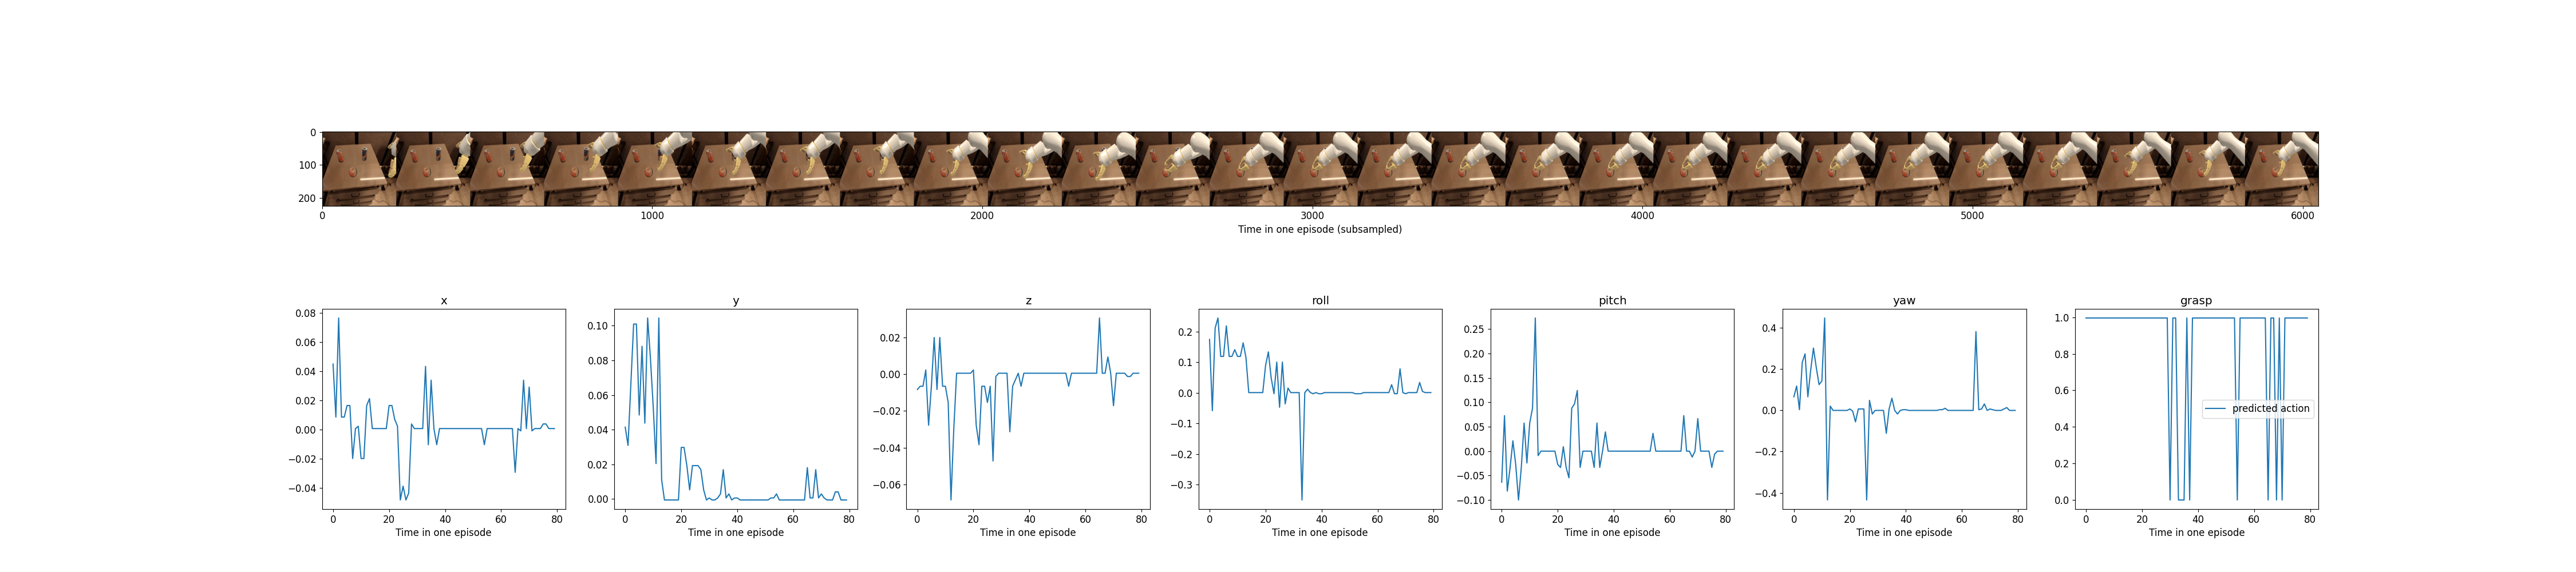 0
100
200
0 1000 2000 3000 4000 5000 6000
Time in one episode (subsampled)
x y z roll pitch yaw grasp
0.08
0.06
0.04
0.02
0.00
−0.02
−0.04
0 20 40 60 80
Time in one episode
0.10
0.08
0.06
0.04
0.02
0.00
0 20 40 60 80
Time in one episode
0.02
0.00
−0.02
−0.04
−0.06
0 20 40 60 80
Time in one episode
0.2
0.1
0.0
−0.1
−0.2
−0.3
0 20 40 60 80
Time in one episode
0.25
0.20
0.15
0.10
0.05
0.00
−0.05
−0.10
0 20 40 60 80
Time in one episode
0.4
0.2
0.0
−0.2
−0.4
0 20 40 60 80
Time in one episode
1.0
0.8
0.6
0.4
0.2
0.0
predicted action
0 20 40 60 80
Time in one episode